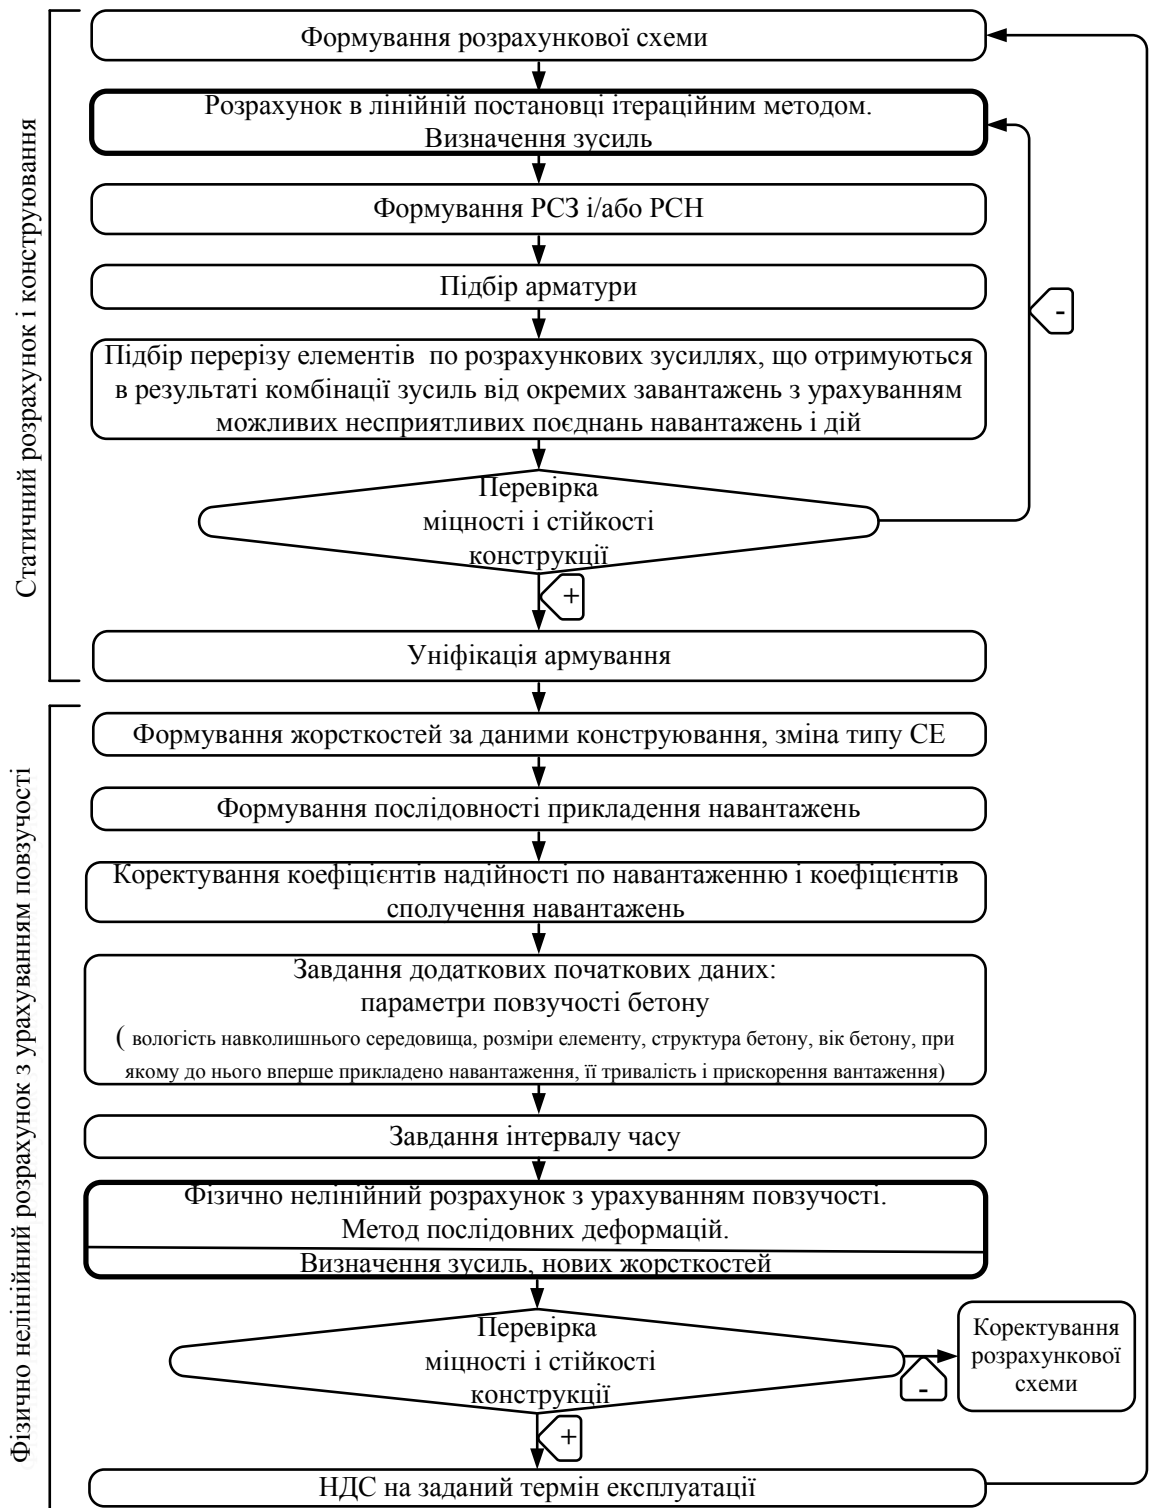 Статичний розрахунок і конструювання
Формування розрахункової схеми
Розрахунок в лінійній постановці ітераційним методом.
Визначення зусиль
Формування РСЗ і/або РСН
Підбір арматури
Підбір перерізу елементів по розрахункових зусиллях, що отримуються
в результаті комбінації зусиль від окремих завантажень з урахуванням
можливих несприятливих поєднань навантажень і дій
-
Перевірка
міцності і стійкості
конструкції
+
Уніфікація армування
Фізично нелінійний розрахунок з урахуванням повзучості
Формування жорсткостей за даними конструювання, зміна типу СЕ
Формування послідовності прикладення навантажень
Коректування коефіцієнтів надійності по навантаженню і коефіцієнтів
сполучення навантажень
Завдання додаткових початкових даних:
параметри повзучості бетону
( вологість навколишнього середовища, розміри елементу, структура бетону, вік бетону, при
якому до нього вперше прикладено навантаження, її тривалість і прискорення вантаження)
Завдання інтервалу часу
Фізично нелінійний розрахунок з урахуванням повзучості.
Метод послідовних деформацій.
Визначення зусиль, нових жорсткостей
Перевірка
міцності і стійкості
конструкції
-
Коректування
розрахункової
схеми
+
НДС на заданий термін експлуатації